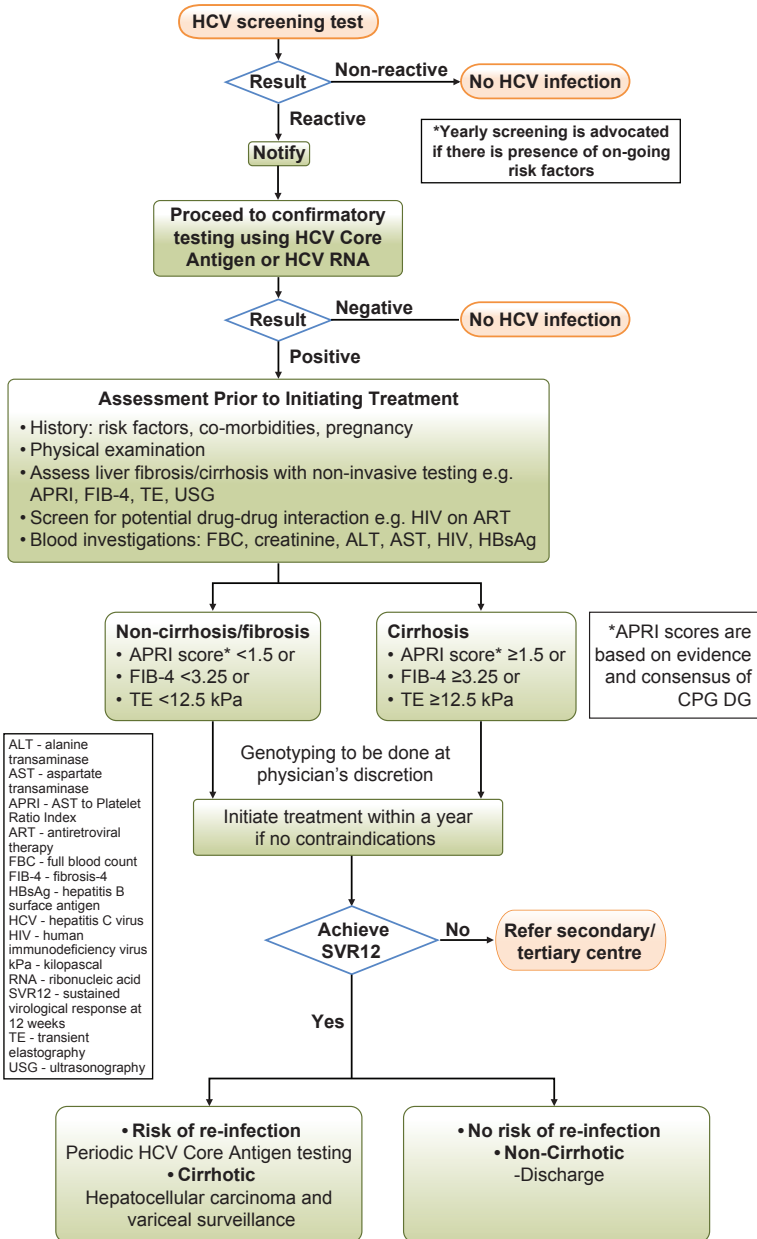 HCV screening test
Result
Non-reactive
No HCV infection
Reactive
*Yearly screening is advocated
if there is presence of on-going
risk factors
Notify
Proceed to confirmatory
testing using HCV Core
Antigen or HCV RNA
Result
Negative
No HCV infection
Positive
Assessment Prior to Initiating Treatment
• History: risk factors, co-morbidities, pregnancy
• Physical examination
• Assess liver fibrosis/cirrhosis with non-invasive testing e.g.
APRI, FIB-4, TE, USG
• Screen for potential drug-drug interaction e.g. HIV on ART
• Blood investigations: FBC, creatinine, ALT, AST, HIV, HBsAg
Non-cirrhosis/fibrosis
• APRI score* <1.5 or
• FIB-4 <3.25 or
• TE <12.5 kPa
Cirrhosis
• APRI score* ≥1.5 or
• FIB-4 ≥3.25 or
• TE ≥12.5 kPa
*APRI scores are
based on evidence
and consensus of
CPG DG
ALT - alanine
transaminase
AST - aspartate
transaminase
APRI - AST to Platelet
Ratio Index
ART - antiretroviral
therapy
FBC - full blood count
FIB-4 - fibrosis-4
HBsAg - hepatitis B
surface antigen
HCV - hepatitis C virus
HIV - human
immunodeficiency virus
kPa - kilopascal
RNA - ribonucleic acid
SVR12 - sustained
virological response at
12 weeks
TE - transient
elastography
USG - ultrasonography
Genotyping to be done at
physician's discretion
Initiate treatment within a year
if no contraindications
Achieve
SVR12
No
Refer secondary/
tertiary centre
Yes
• Risk of re-infection
Periodic HCV Core Antigen testing
• Cirrhotic
Hepatocellular carcinoma and
variceal surveillance
• No risk of re-infection
• Non-Cirrhotic
-Discharge